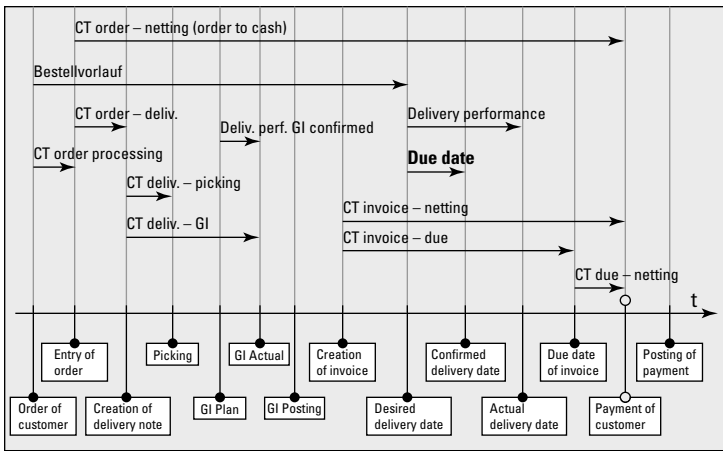 CT order – netting (order to cash)
Bestellvorlauf
CT order – deliv.
Deliv. perf. GI confirmed
Delivery performance
CT order processing
Due date
CT deliv. – picking
CT deliv. – GI
CT invoice – netting
CT invoice – due
CT due – netting
t
Entry of
order
Picking
GI Actual
Creation
of invoice
Confirmed
delivery date
Due date
of invoice
Posting of
payment
Order of
customer
Creation of
delivery note
GI Plan
GI Posting
Desired
delivery date
Actual
delivery date
Payment of
customer